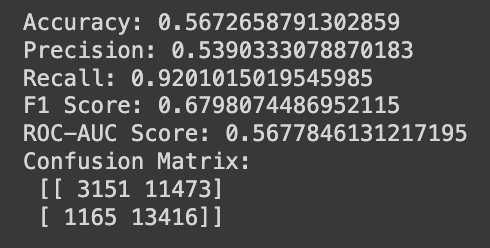 Accuracy: 0.5672658791302859
Precision: 0.5390333078870183
Recall: 0.9201015019545985
F1 Score: 0.6798074486952115
ROC-AUC Score: 0.5677846131217195
Confusion Matrix:
[[ 3151 11473]
[ 1165 13416]]